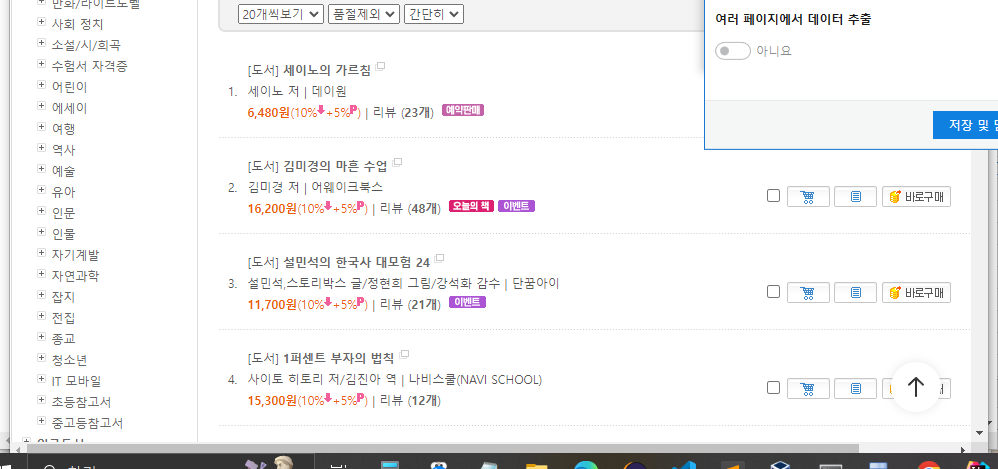 만화/라이트노벨
사회 정치
소설/시/희곡
수험서 자격증
어린이
에세이
여행
역사
예술
유아
인문
인물
자기계발
자연과학
잡지
전집
종교
청소년
IT 모바일
초등참고서
중고등참고서
20개씩보기 품절제외 간단히
[도서] 세이노의 가르침
1. 세이노 저 | 데이원
6,480원(10%+5%P) | 리뷰 (23개) 예약판매
[도서] 김미경의 마흔 수업
2. 김미경 저 | 어웨이크북스
16,200원(10%+5%P) | 리뷰 (48개) 오늘의 책 이벤트
바로구매
[도서] 설민석의 한국사 대모험 24
3. 설민석,스토리박스 글/정현희 그림/강석화 감수 | 단꿈아이
11,700원(10%+5%P) | 리뷰 (21개) 이벤트
바로구매
[도서] 1퍼센트 부자의 법칙
4. 사이토 히토리 저/김진아 역 | 나비스쿨(NAVI SCHOOL)
15,300원(10%+5%P) | 리뷰 (12개)
여러 페이지에서 데이터 추출
아니요
저장 및